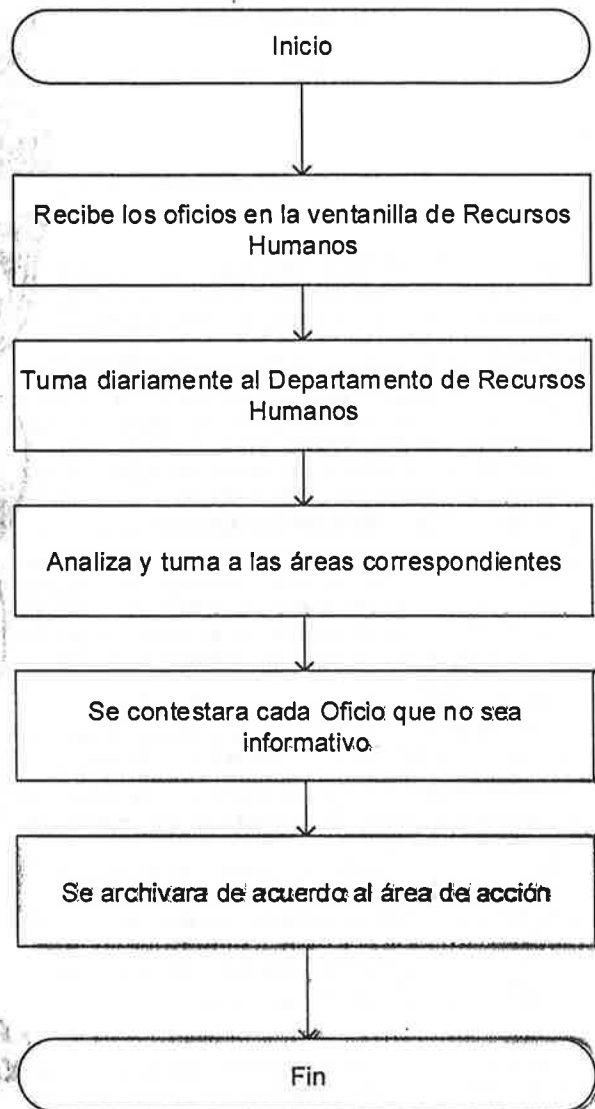 Inicio
Recibe los oficios en la ventanilla de Recursos
Humanos
Turna diariamente al Departamento de Recursos
Humanos
Analiza y turna a las áreas correspondientes
Se contestara cada Oficio que no sea
informativo.
Se archivara de acuerdo al área de acción
Fin